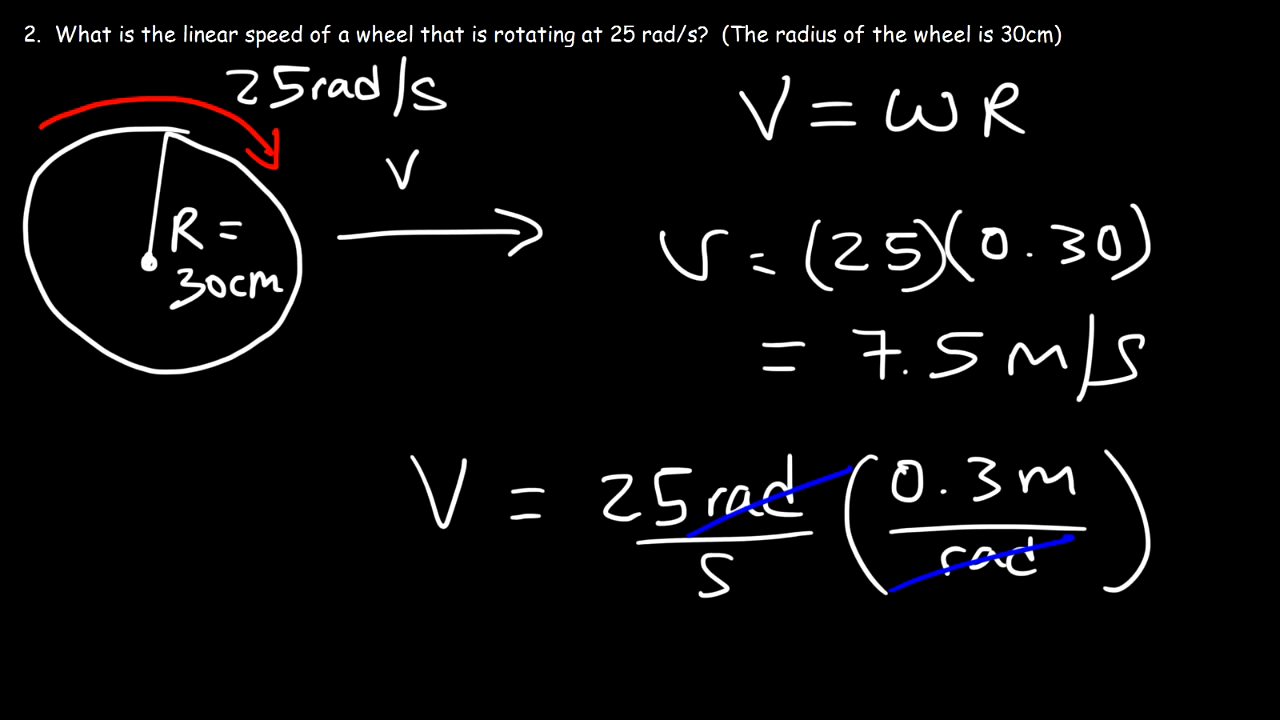 2. What is the linear speed of a wheel that is rotating at 25 rad/s? (The radius of the wheel is 30cm)
25rad/s
V
R =
30cm
V = ωR
V = (25)(0.30)
= 7.5 m/s
V = 25rad/s (0.3m/rad)